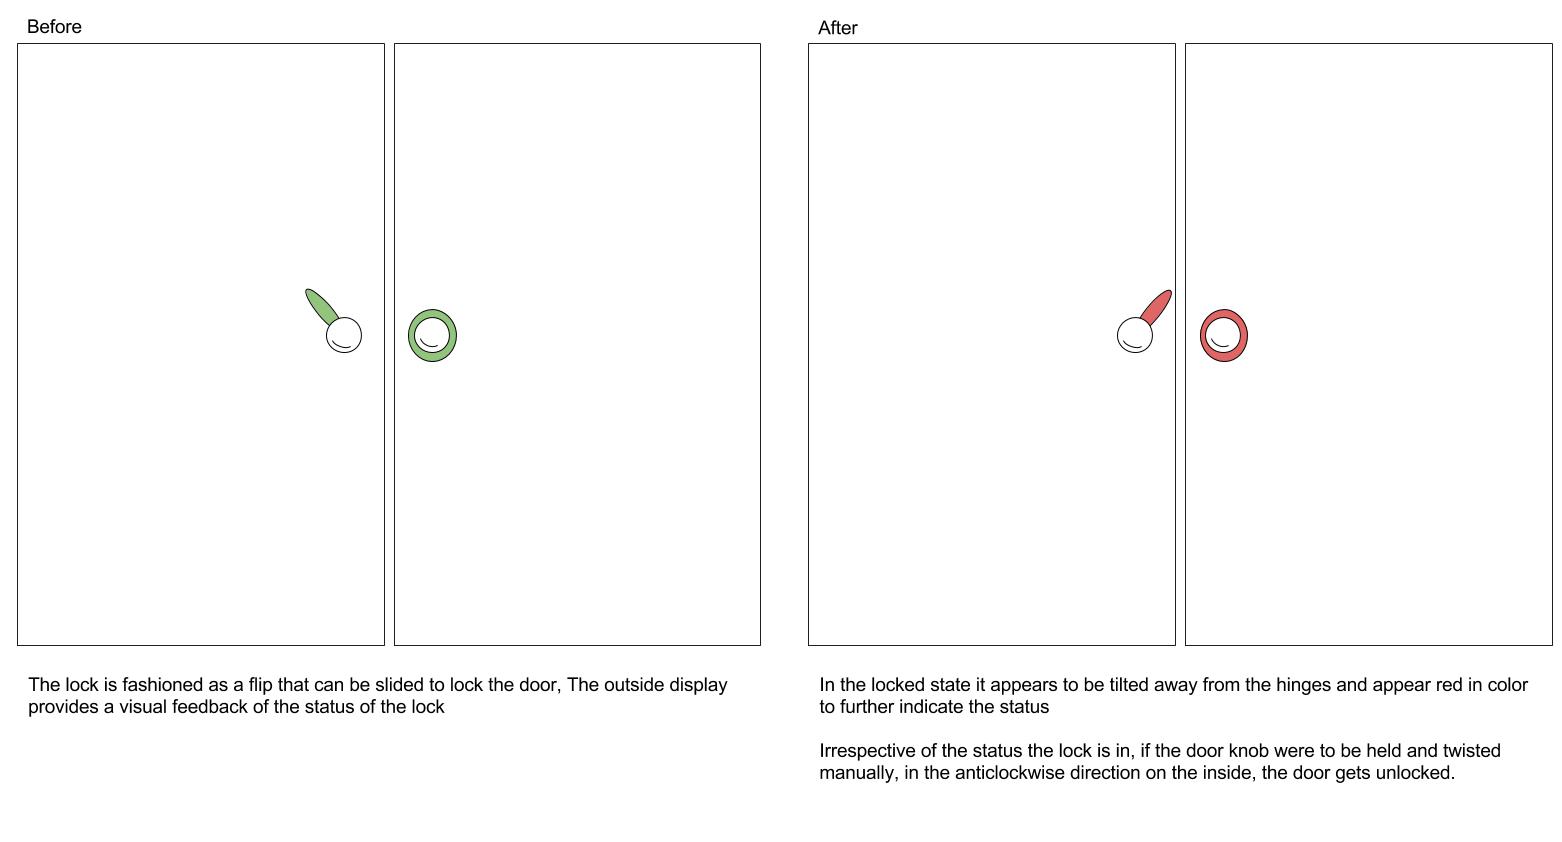 Before
After
The lock is fashioned as a flip that can be slided to lock the door, The outside display
provides a visual feedback of the status of the lock
In the locked state it appears to be tilted away from the hinges and appear red in color
to further indicate the status
Irrespective of the status the lock is in, if the door knob were to be held and twisted
manually, in the anticlockwise direction on the inside, the door gets unlocked.